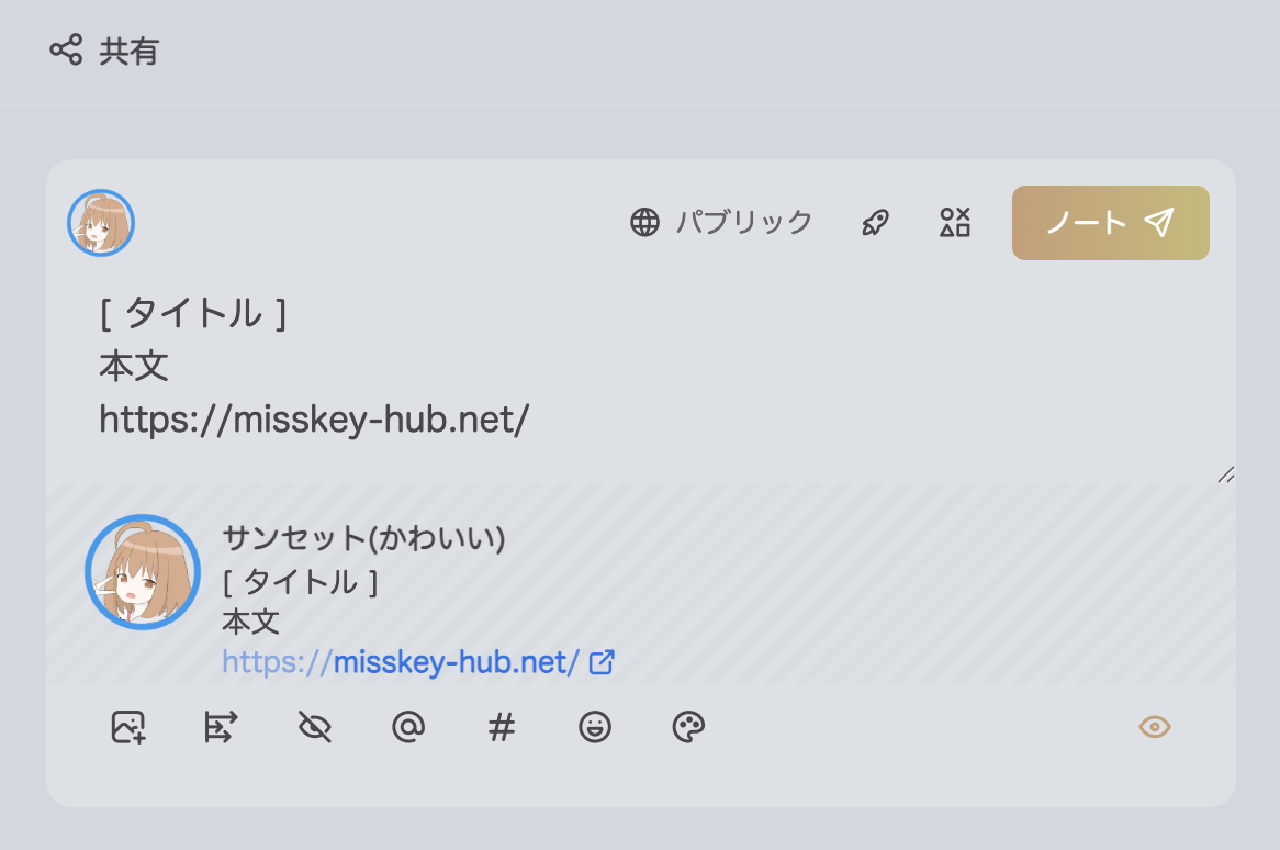 共有
パブリック
ノート
[ タイトル ]
本文
https://misskey-hub.net/
サンセット(かわいい)
[ タイトル ]
本文
https://misskey-hub.net/